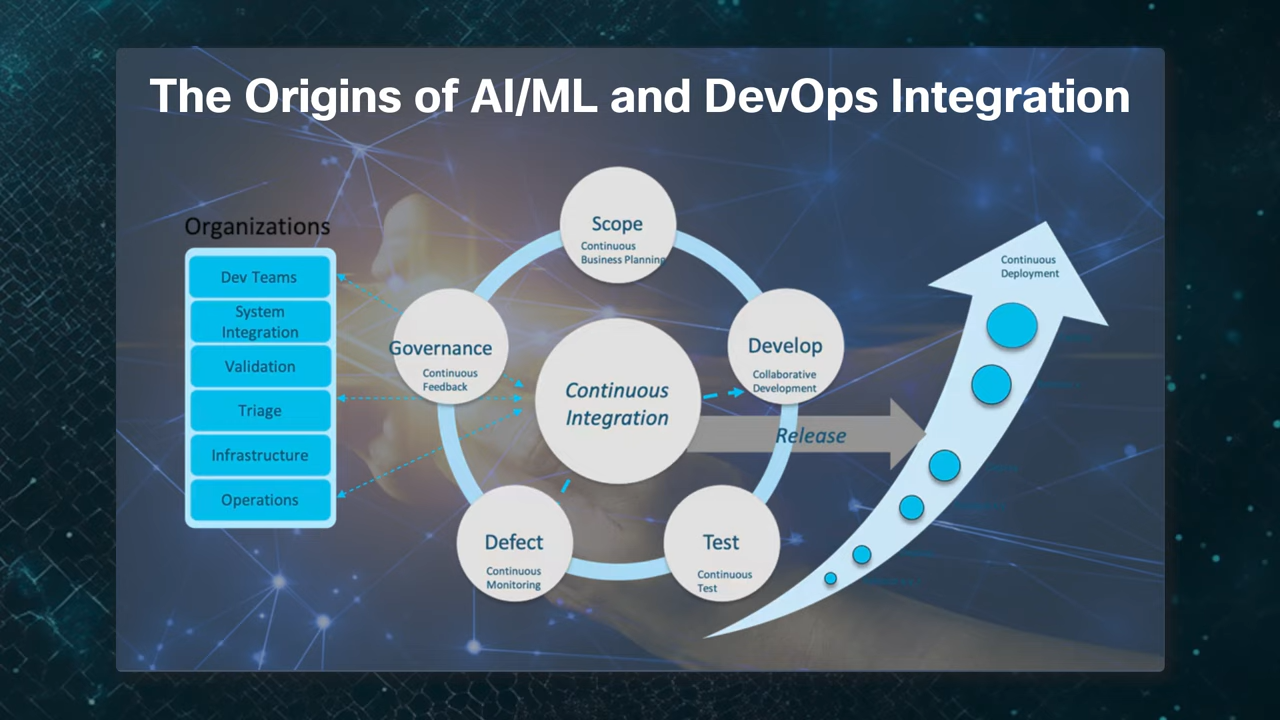 The Origins of AI/ML and DevOps Integration
Organizations
Dev Teams
System
Integration
Validation
Triage
Infrastructure
Operations
Scope
Continuous
Business Planning
Governance
Continuous
Feedback
Develop
Collaborative
Development
Continuous
Integration
Release
Defect
Continuous
Monitoring
Test
Continuous
Test
Continuous
Deployment